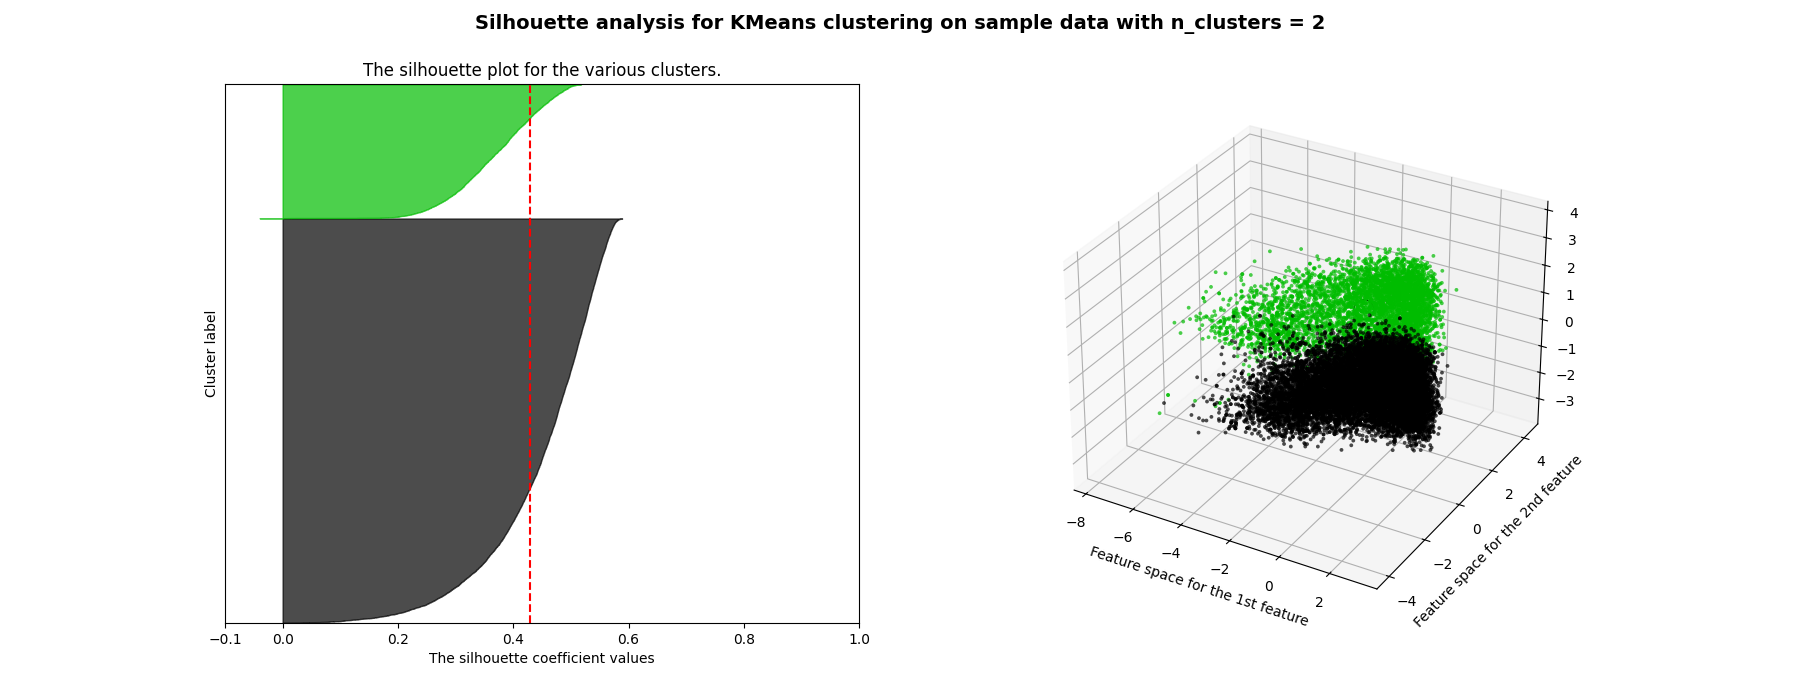 Silhouette analysis for KMeans clustering on sample data with n_clusters = 2
The silhouette plot for the various clusters.
Cluster label
−0.1 0.0 0.2 0.4 0.6 0.8 1.0
The silhouette coefficient values
4
3
2
1
0
−1
−2
−3
−8 −6 −4 −2 0 2
Feature space for the 1st feature
4
2
0
−2
−4
Feature space for the 2nd feature